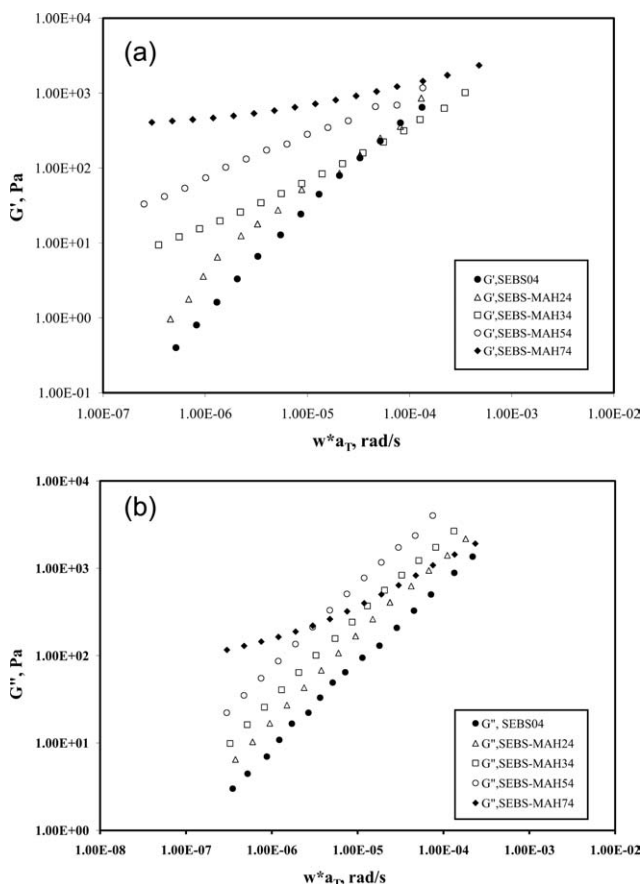 (a)
1.00E+04
1.00E+03
1.00E+02
1.00E+01
1.00E+00
1.00E-01
G', Pa
1.00E-07 1.00E-06 1.00E-05 1.00E-04 1.00E-03 1.00E-02
w*aT, rad/s
G',SEBS04
G',SEBS-MAH24
G',SEBS-MAH34
G',SEBS-MAH54
G',SEBS-MAH74
(b)
1.00E+04
1.00E+03
1.00E+02
1.00E+01
1.00E+00
G'', Pa
1.00E-08 1.00E-07 1.00E-06 1.00E-05 1.00E-04 1.00E-03 1.00E-02
w*aT, rad/s
G'', SEBS04
G'',SEBS-MAH24
G'',SEBS-MAH34
G'',SEBS-MAH54
G'',SEBS-MAH74